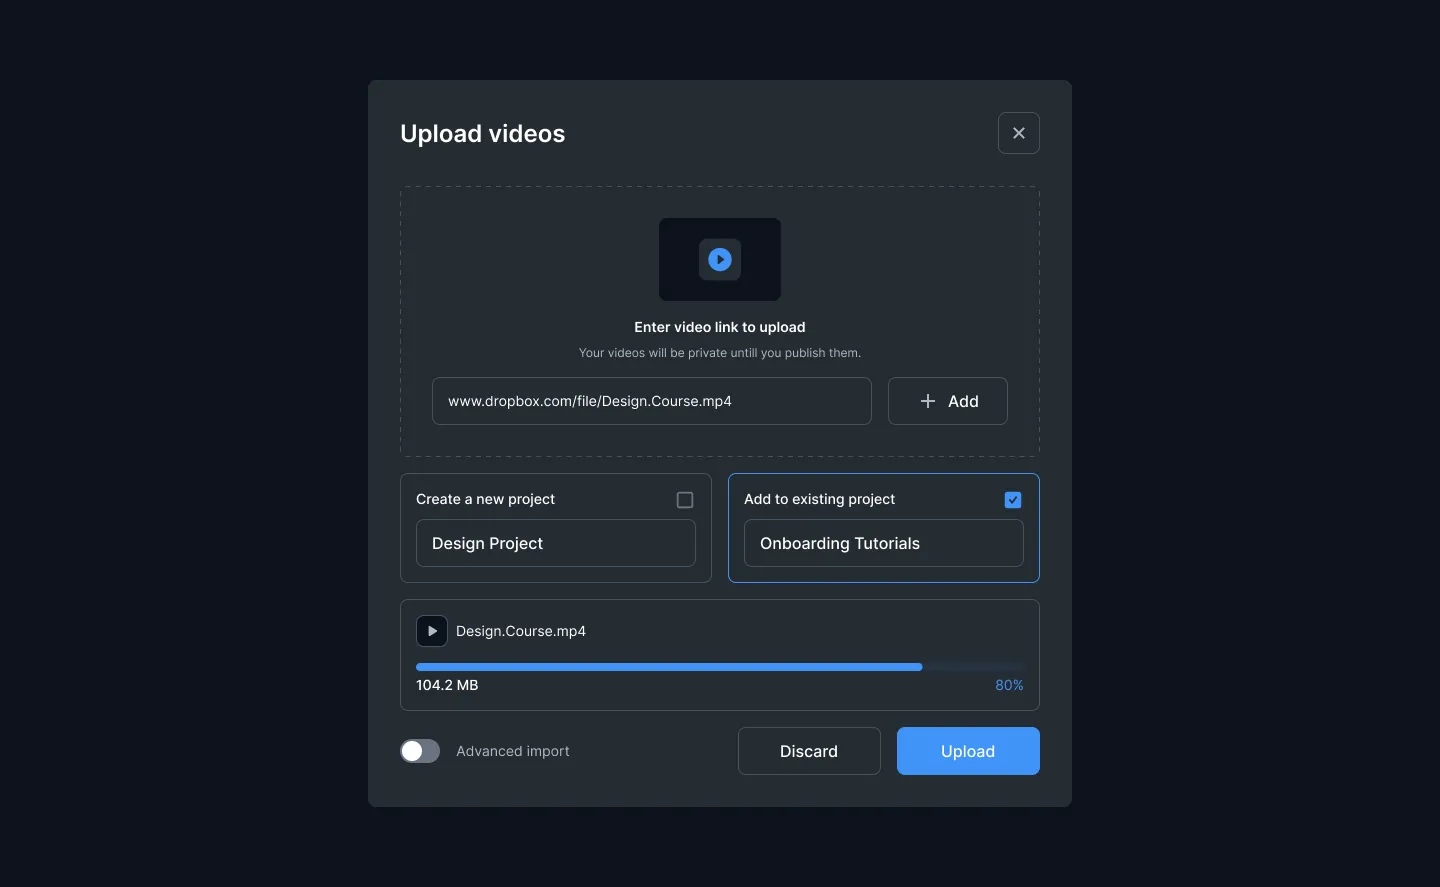 Upload videos
Enter video link to upload
Your videos will be private untill you publish them.
www.dropbox.com/file/Design.Course.mp4
Add
Create a new project
Design Project
Add to existing project
Onboarding Tutorials
Design.Course.mp4
104.2 MB
80%
Advanced import
Discard
Upload